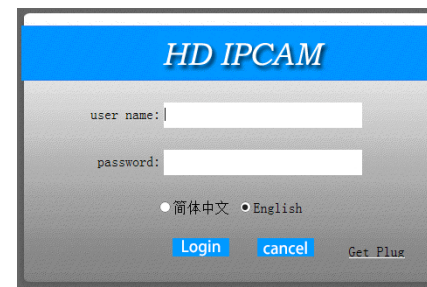 HD IPCAM
user name:
password:
简体中文 English
Login cancel Get Plug